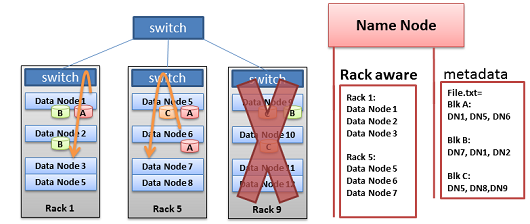 switch
Name Node
switch
switch
switch
Data Node 1
B
A
Data Node 2
B
Data Node 3
Data Node 5
Rack 1
Data Node 5
C
A
Data Node 6
A
Data Node 7
Data Node 8
Rack 5
B
Data Node 10
C
Data Node 11
Rack 9
Rack aware
Rack 1:
Data Node 1
Data Node 2
Data Node 3
Rack 5:
Data Node 5
Data Node 6
Data Node 7
metadata
File.txt=
Blk A:
DN1, DN5, DN6
Blk B:
DN7, DN1, DN2
Blk C:
DN5, DN8,DN9